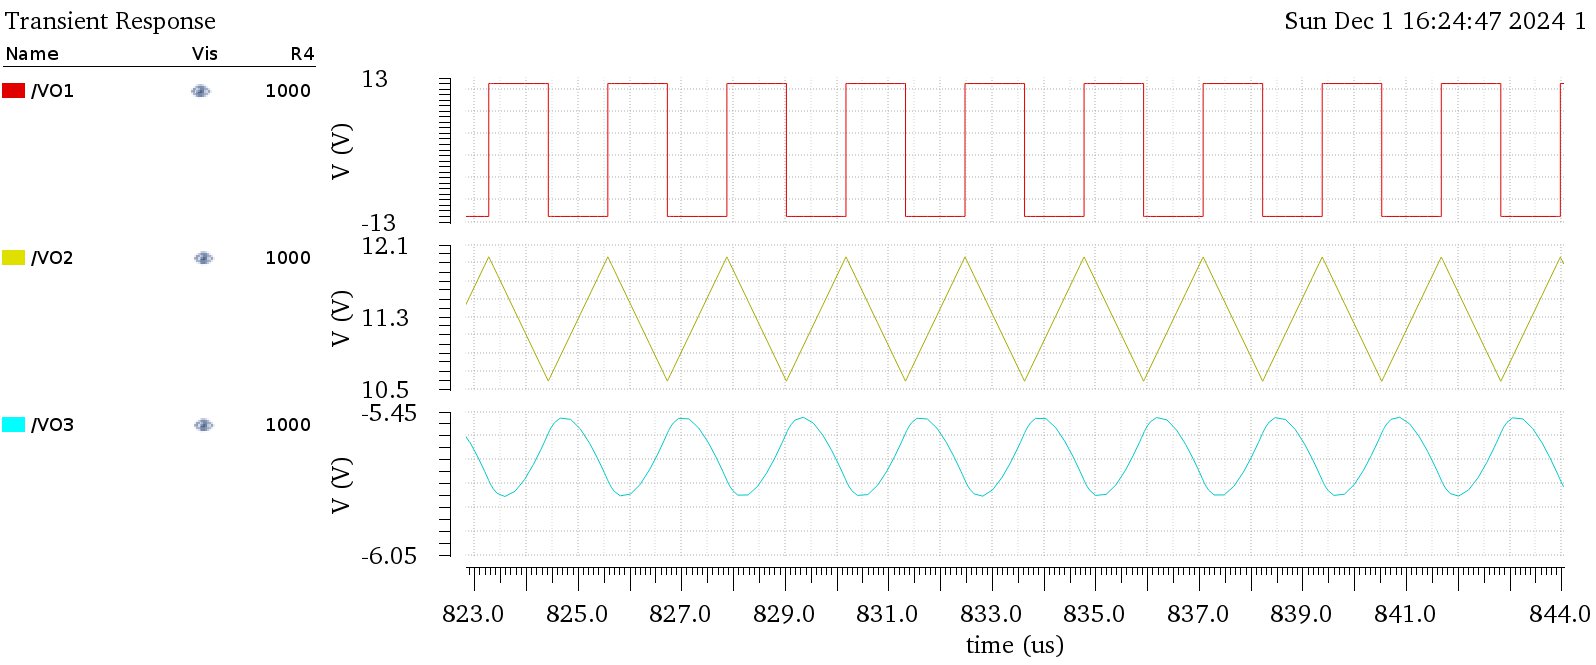 Transient Response
Sun Dec 1 16:24:47 2024 1
Name Vis R4
/VO1 1000
/VO2 1000
/VO3 1000
13
V (V)
-13
12.1
11.3
V (V)
10.5
-5.45
V (V)
-6.05
823.0 825.0 827.0 829.0 831.0 833.0 835.0 837.0 839.0 841.0 844.0
time (us)